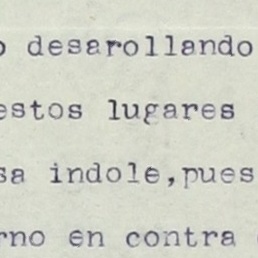 o desarollando
estos lugares
sa indole,pues
rno en contra